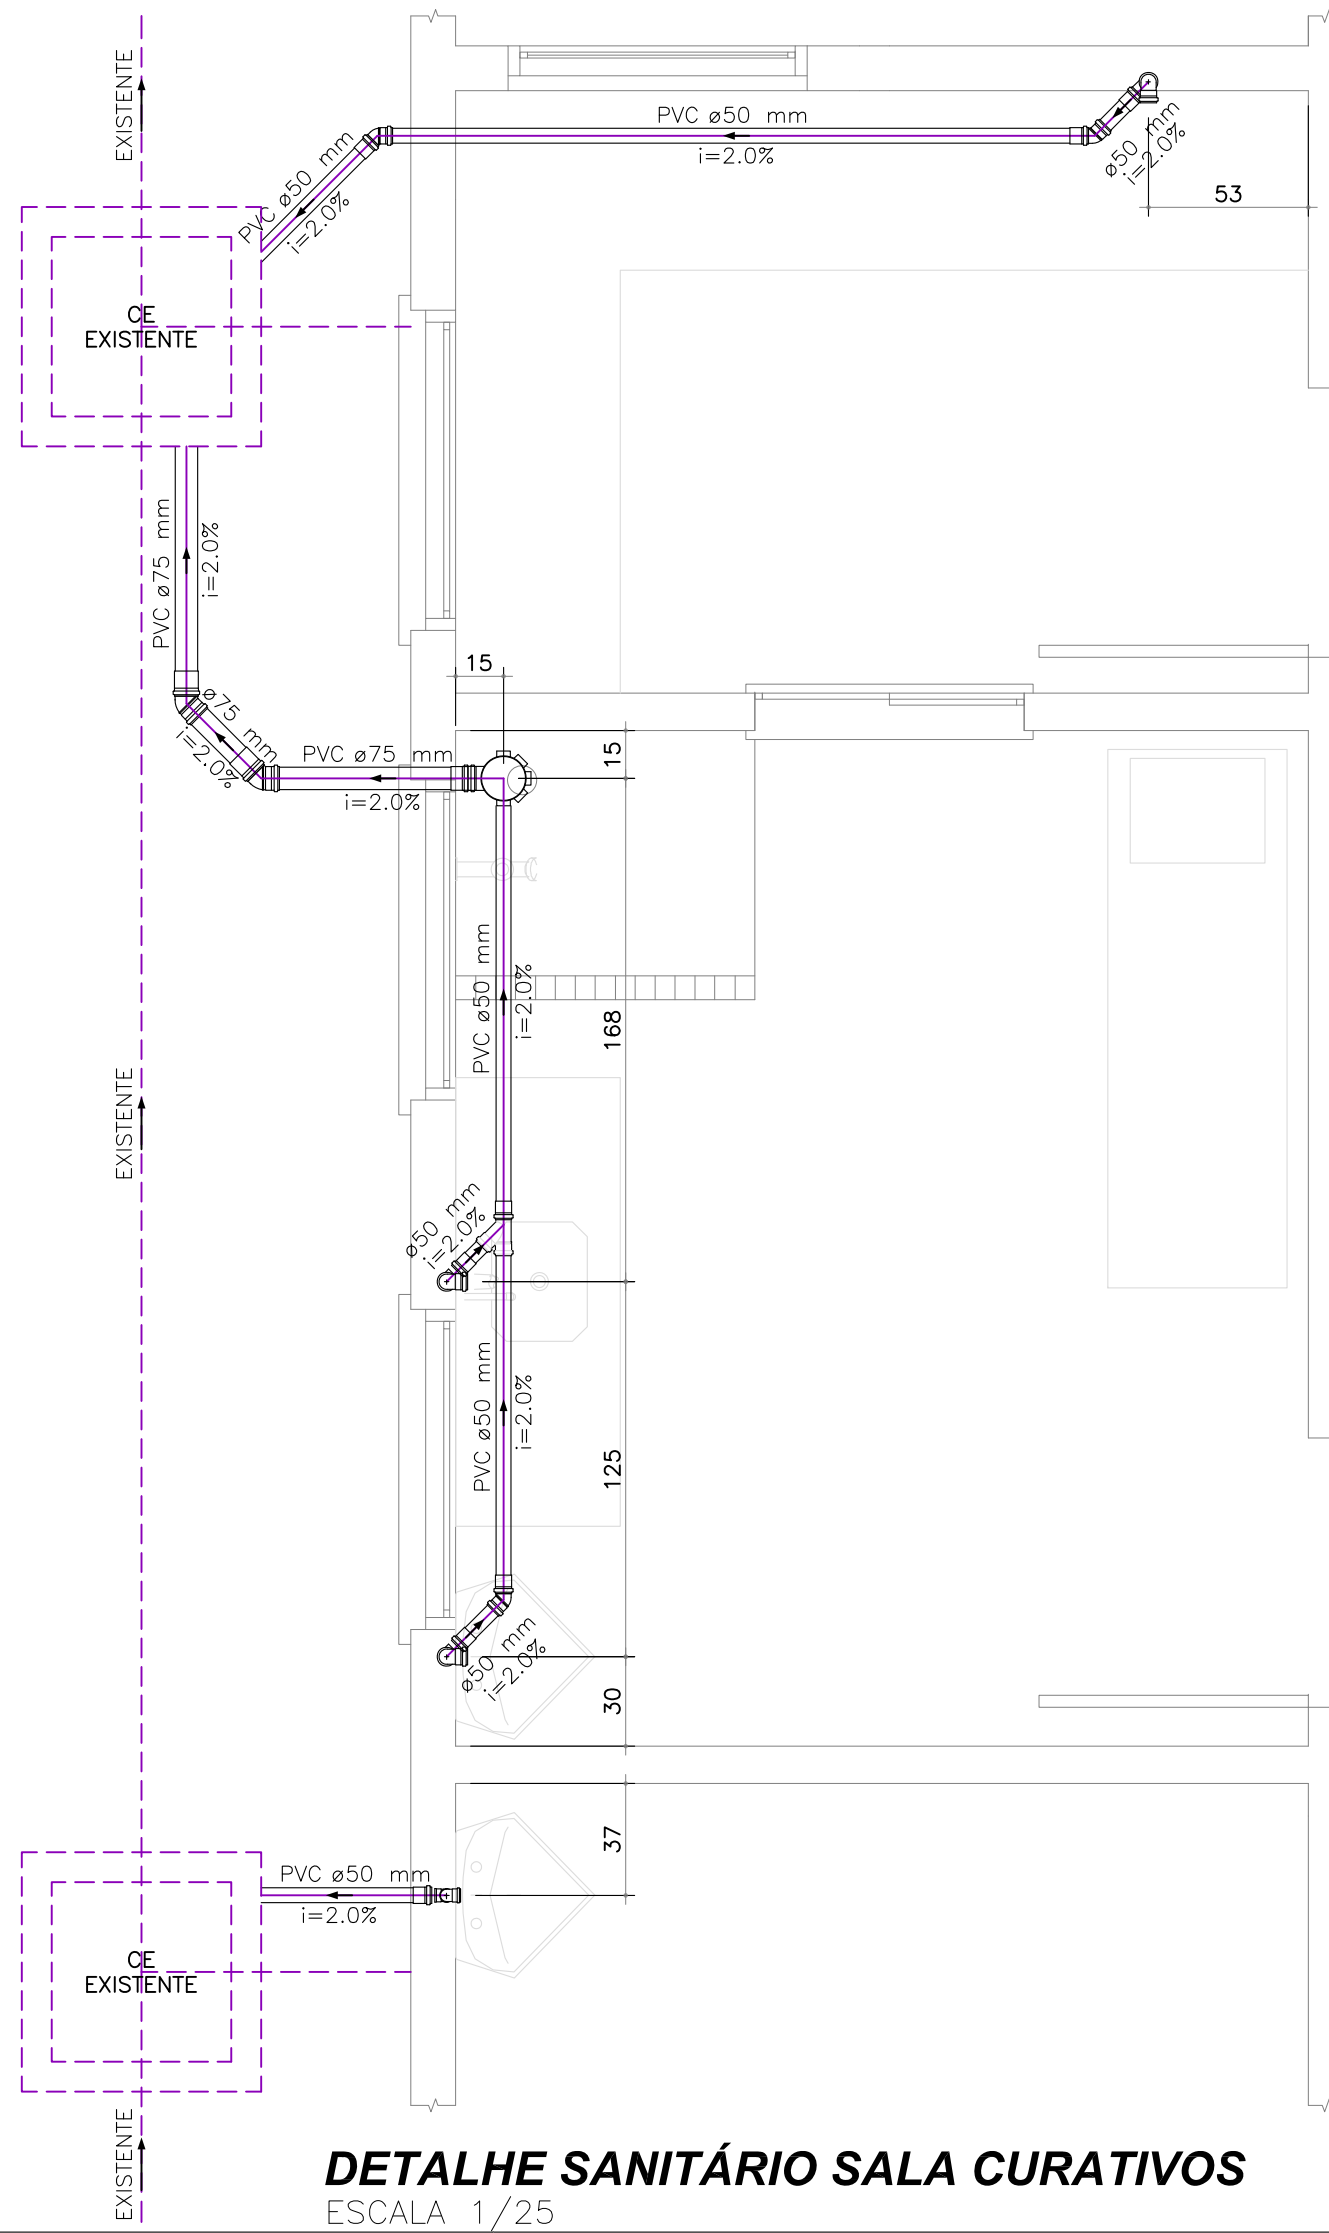 EXISTENTE
PVC ø50 mm
i=2.0%
ø50 mm
i=2.0%
PVC ø50 mm
i=2.0%
53
CE
EXISTENTE
PVC ø75 mm
i=2.0%
15
ø75 mm
i=2.0%
PVC ø75 mm
i=2.0%
15
PVC ø50 mm
i=2.0%
168
EXISTENTE
ø50 mm
i=2.0%
PVC ø50 mm
i=2.0%
125
ø50 mm
i=2.0%
30
37
PVC ø50 mm
i=2.0%
CE
EXISTENTE
EXISTENTE
DETALHE SANITÁRIO SALA CURATIVOS
ESCALA 1/25